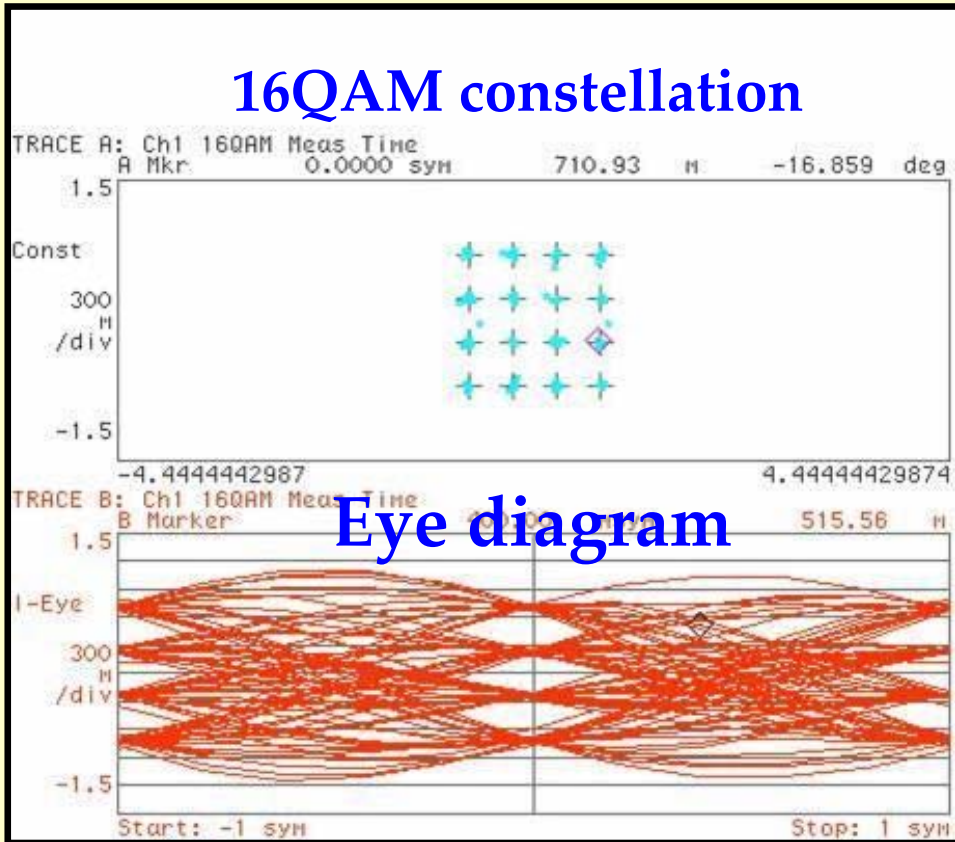 16QAM constellation
TRACE A: Ch1 16QAM Meas Time
A Mkr 0.0000 sym 710.93 m -16.859 deg
1.5
Const
300
m
/div
-1.5
-4.4444442987 4.44444429874
TRACE B: Ch1 16QAM Meas Time
Eye diagram
B Marker 515.56 m
1.5
I-Eye
300
m
/div
-1.5
Start: -1 sym Stop: 1 sym